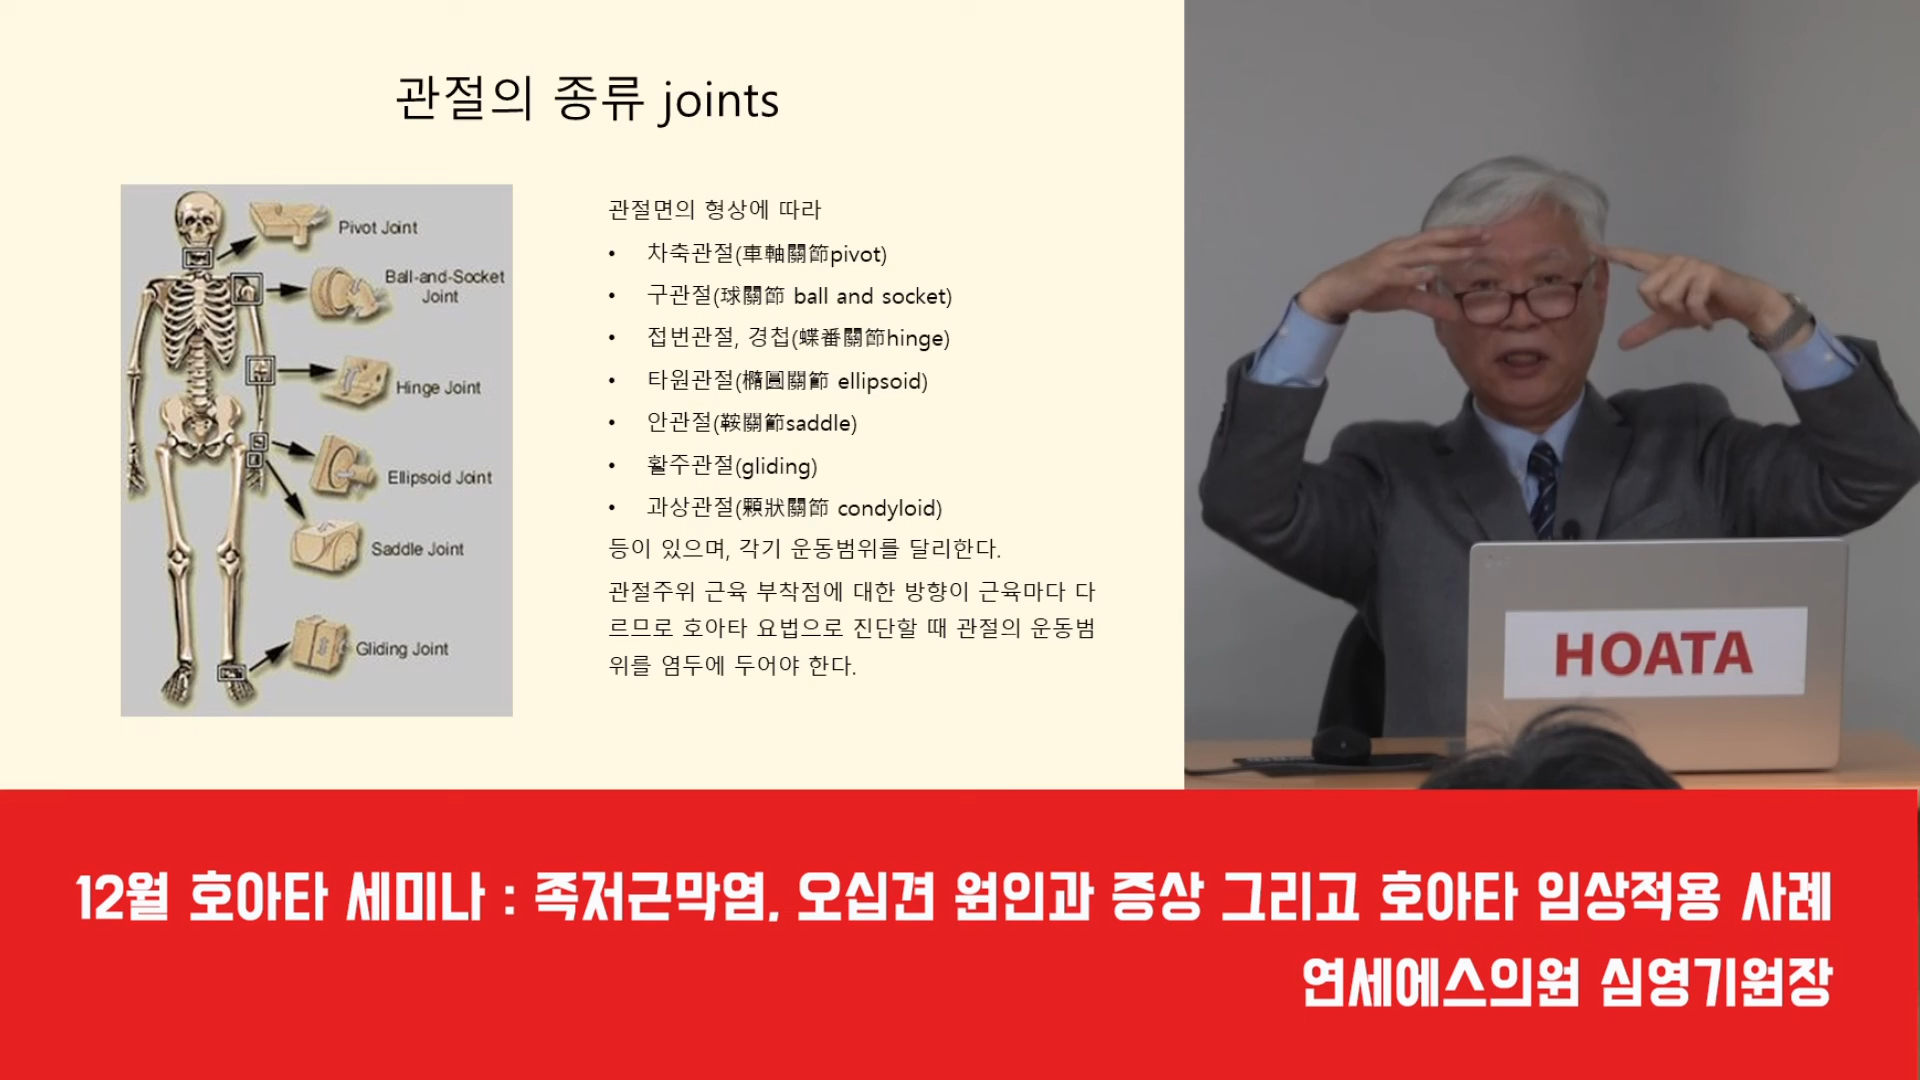 관절의 종류 joints
Pivot Joint
Ball-and-Socket
Joint
Hinge Joint
Ellipsoid Joint
Saddle Joint
Gliding Joint
관절면의 형상에 따라
• 차축관절(車軸關節pivot)
• 구관절(球關節 ball and socket)
• 접번관절, 경첩(蝶番關節hinge)
• 타원관절(橢圓關節 ellipsoid)
• 안관절(鞍關節saddle)
• 활주관절(gliding)
• 과상관절(顆狀關節 condyloid)
등이 있으며, 각기 운동범위를 달리한다.
관절주위 근육 부착점에 대한 방향이 근육마다 다
르므로 호아타 요법으로 진단할 때 관절의 운동범
위를 염두에 두어야 한다.
HOATA
12월 호아타 세미나 : 족저근막염, 오십견 원인과 증상 그리고 호아타 임상적용 사례
연세에스의원 심영기원장